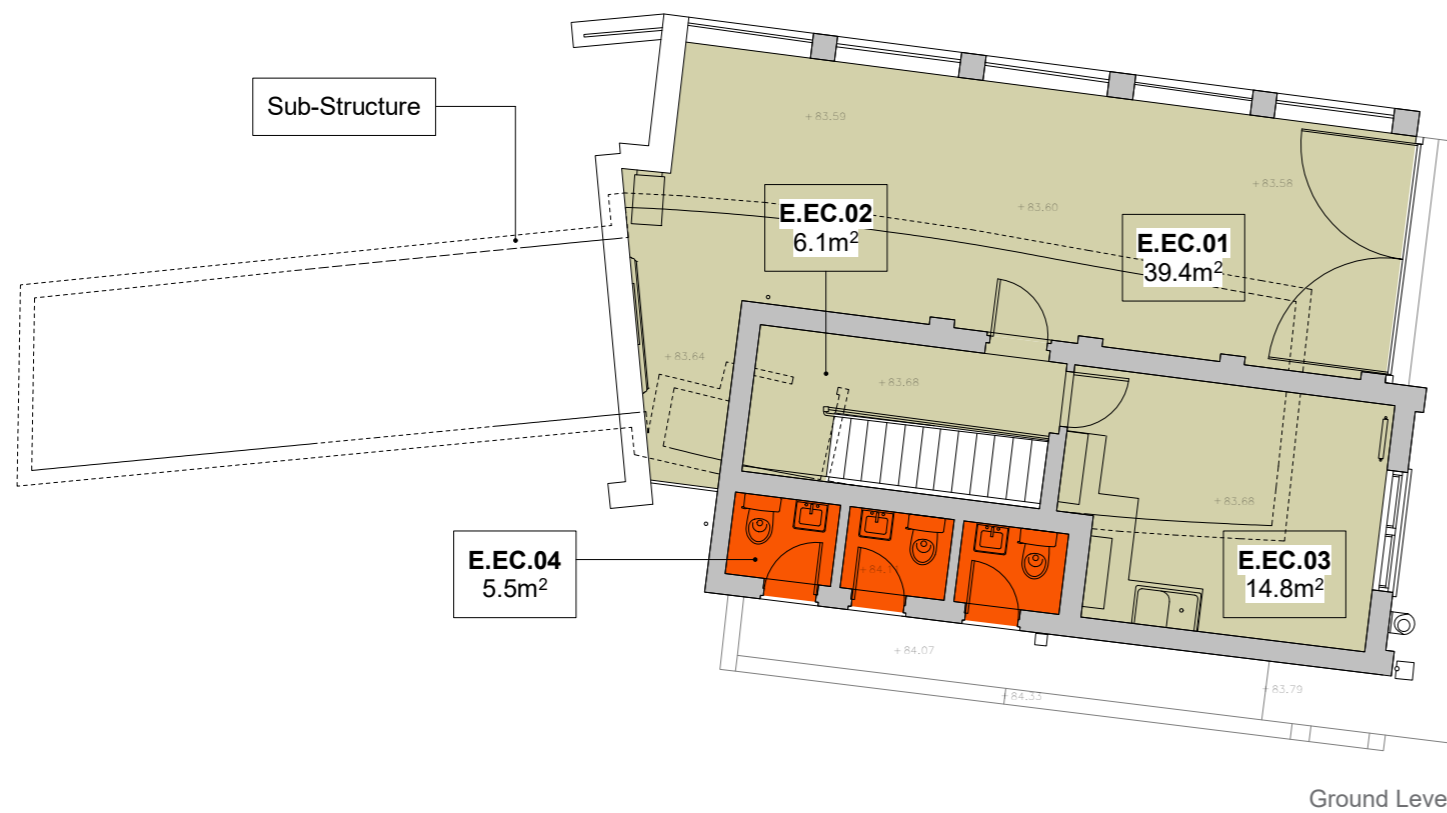 Sub-Structure
+83.59
+83.58
E.EC.02
6.1m²
+83.60
E.EC.01
39.4m²
+83.64
+83.68
+83.68
E.EC.04
5.5m²
+84.11
E.EC.03
14.8m²
+84.07
+84.33
+83.79
Ground Leve